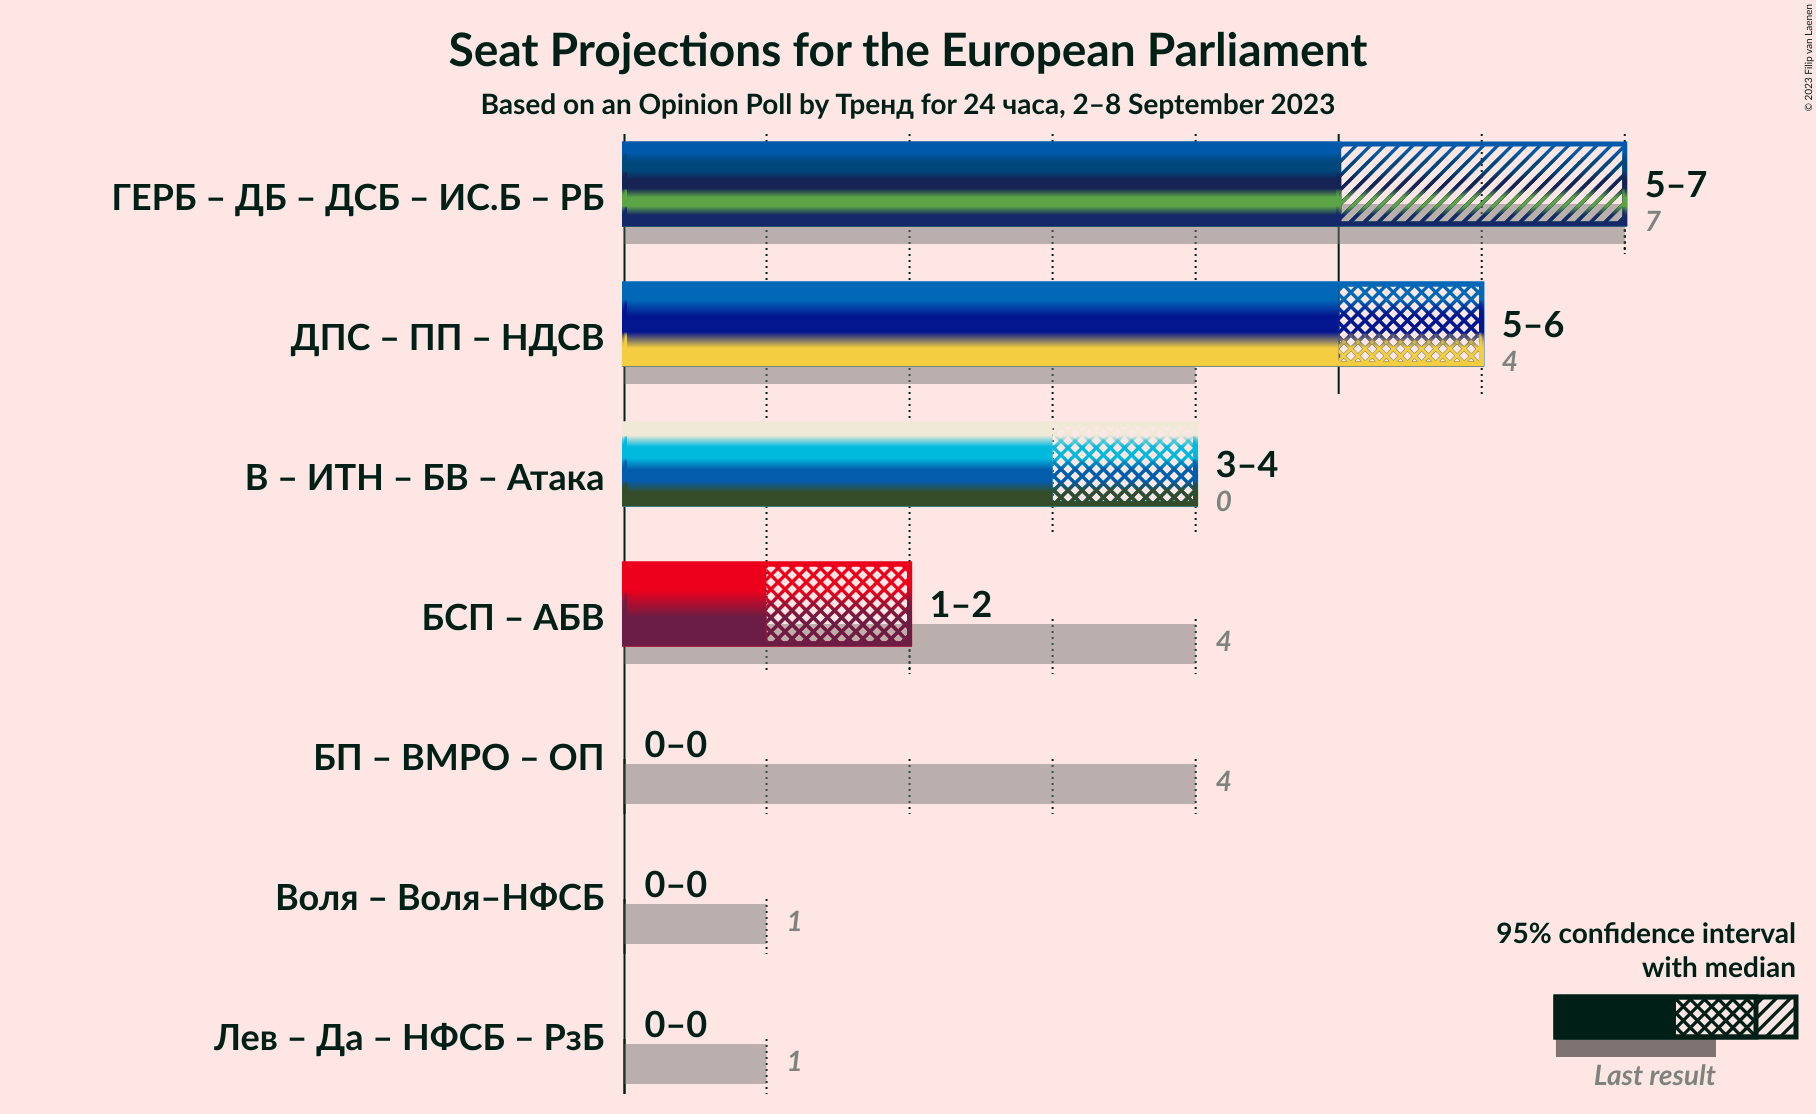 Seat Projections for the European Parliament
Based on an Opinion Poll by Тренд for 24 часа, 2–8 September 2023
© 2023 Filip van Laenen
ГЕРБ – ДБ – ДСБ – ИС.Б – РБ
5–7
7
ДПС – ПП – НДСВ
5–6
4
В – ИТН – БВ – Атака
3–4
0
БСП – АБВ
1–2
4
БП – ВМРО – ОП
0–0
4
Воля – Воля–НФСБ
0–0
1
Лев – Да – НФСБ – РзБ
0–0
1
95% confidence interval
with median
Last result